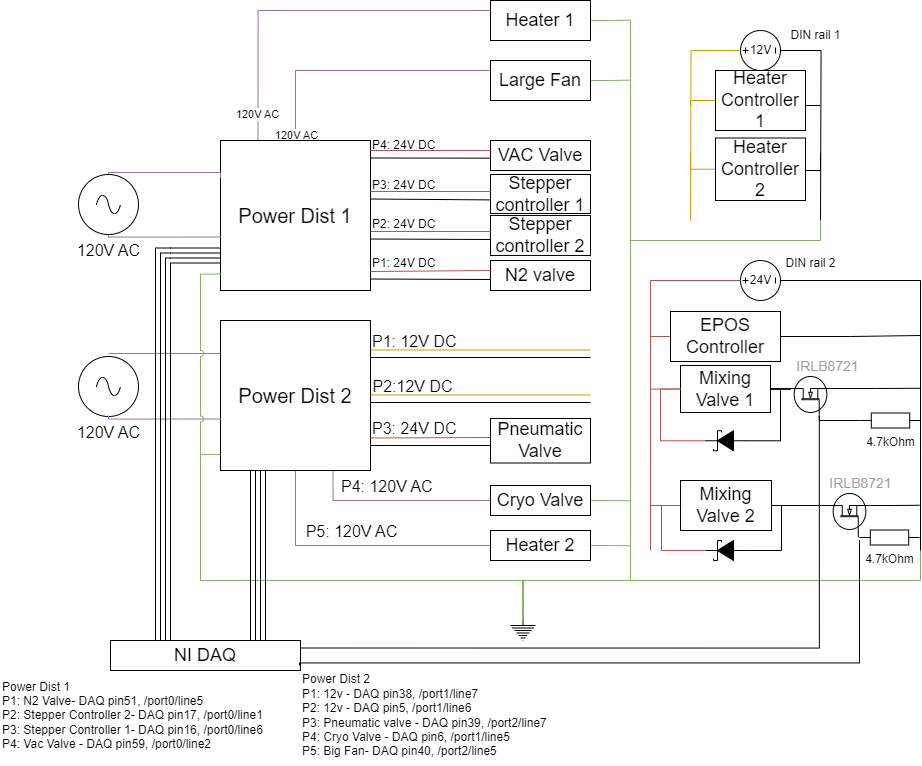 Heater 1
DIN rail 1
+12V
Large Fan
Heater
Controller
1
120V AC
120V AC
P4: 24V DC
VAC Valve
Heater
Controller
2
P3: 24V DC
Stepper
controller 1
Power Dist 1
P2: 24V DC
Stepper
controller 2
120V AC
P1: 24V DC
N2 valve
DIN rail 2
+24V
EPOS
Controller
P1: 12V DC
IRLB8721
Mixing
Valve 1
P2:12V DC
Power Dist 2
120V AC
P3: 24V DC
Pneumatic
Valve
4.7kOhm
P4: 120V AC
Cryo Valve
IRLB8721
Mixing
Valve 2
P5: 120V AC
Heater 2
4.7kOhm
NI DAQ
Power Dist 1
P1: N2 Valve- DAQ pin51, /port0/line5
P2: Stepper Controller 2- DAQ pin17, /port0/line1
P3: Stepper Controller 1- DAQ pin16, /port0/line6
P4: Vac Valve - DAQ pin59, /port0/line2
Power Dist 2
P1: 12v - DAQ pin38, /port1/line7
P2: 12v - DAQ pin5, /port1/line6
P3: Pneumatic valve - DAQ pin39, /port2/line7
P4: Cryo Valve - DAQ pin6, /port1/line5
P5: Big Fan- DAQ pin40, /port2/line5